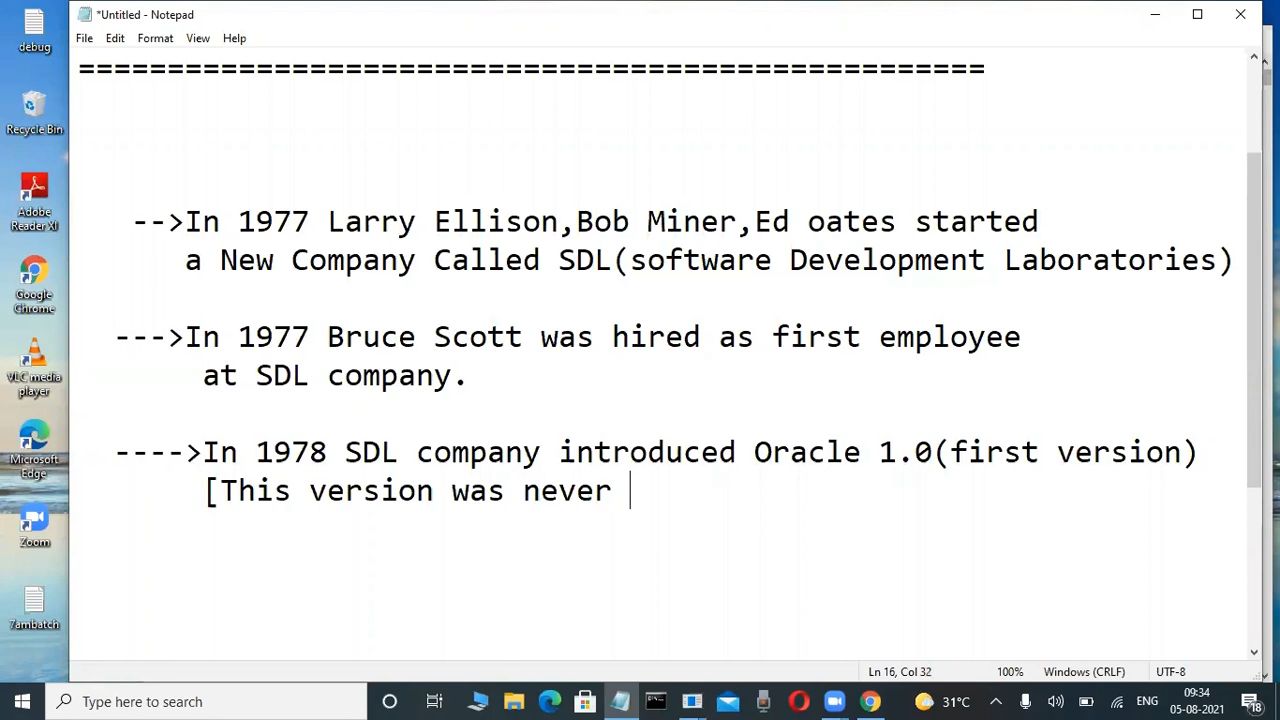 debug
Recycle Bin
Adobe
Reader XI
Google
Chrome
VLC media
player
Microsoft
Edge
Zoom
7ambatch
*Untitled - Notepad
File Edit Format View Help
===================================================
-->In 1977 Larry Ellison,Bob Miner,Ed oates started
a New Company Called SDL(software Development Laboratories)
--->In 1977 Bruce Scott was hired as first employee
at SDL company.
---->In 1978 SDL company introduced Oracle 1.0(first version)
[This version was never
Ln 16, Col 32 100% Windows (CRLF) UTF-8
Type here to search
31°C
ENG
09:34
05-08-2021
18